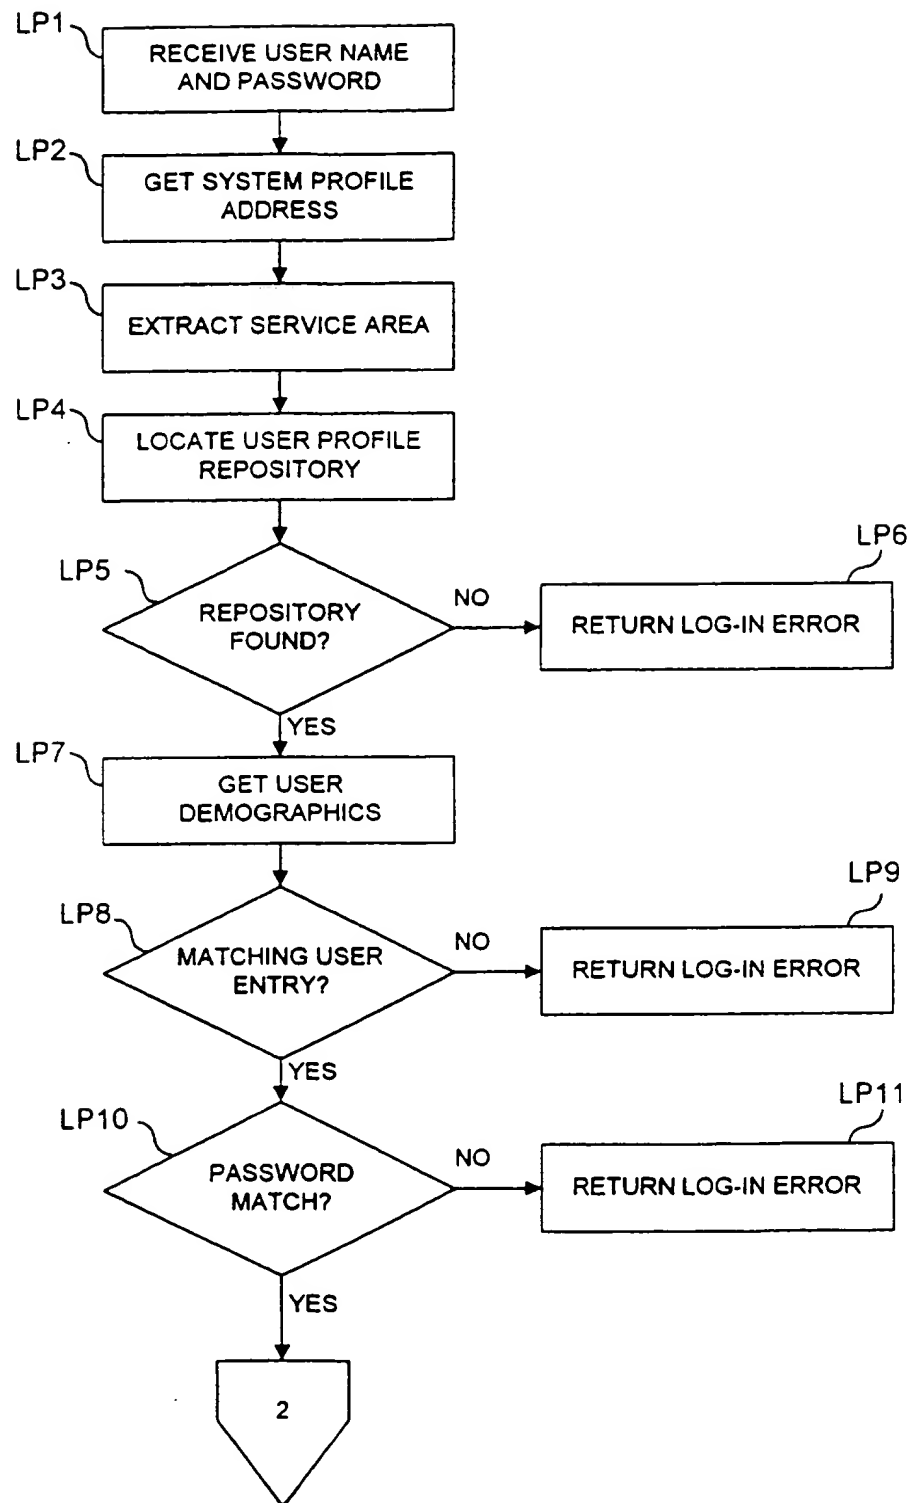 LP1
RECEIVE USER NAME
AND PASSWORD
LP2
GET SYSTEM PROFILE
ADDRESS
LP3
EXTRACT SERVICE AREA
LP4
LOCATE USER PROFILE
REPOSITORY
LP5
REPOSITORY
FOUND?
NO
LP6
RETURN LOG-IN ERROR
YES
LP7
GET USER
DEMOGRAPHICS
LP8
MATCHING USER
ENTRY?
NO
LP9
RETURN LOG-IN ERROR
YES
LP10
PASSWORD
MATCH?
NO
LP11
RETURN LOG-IN ERROR
YES
2